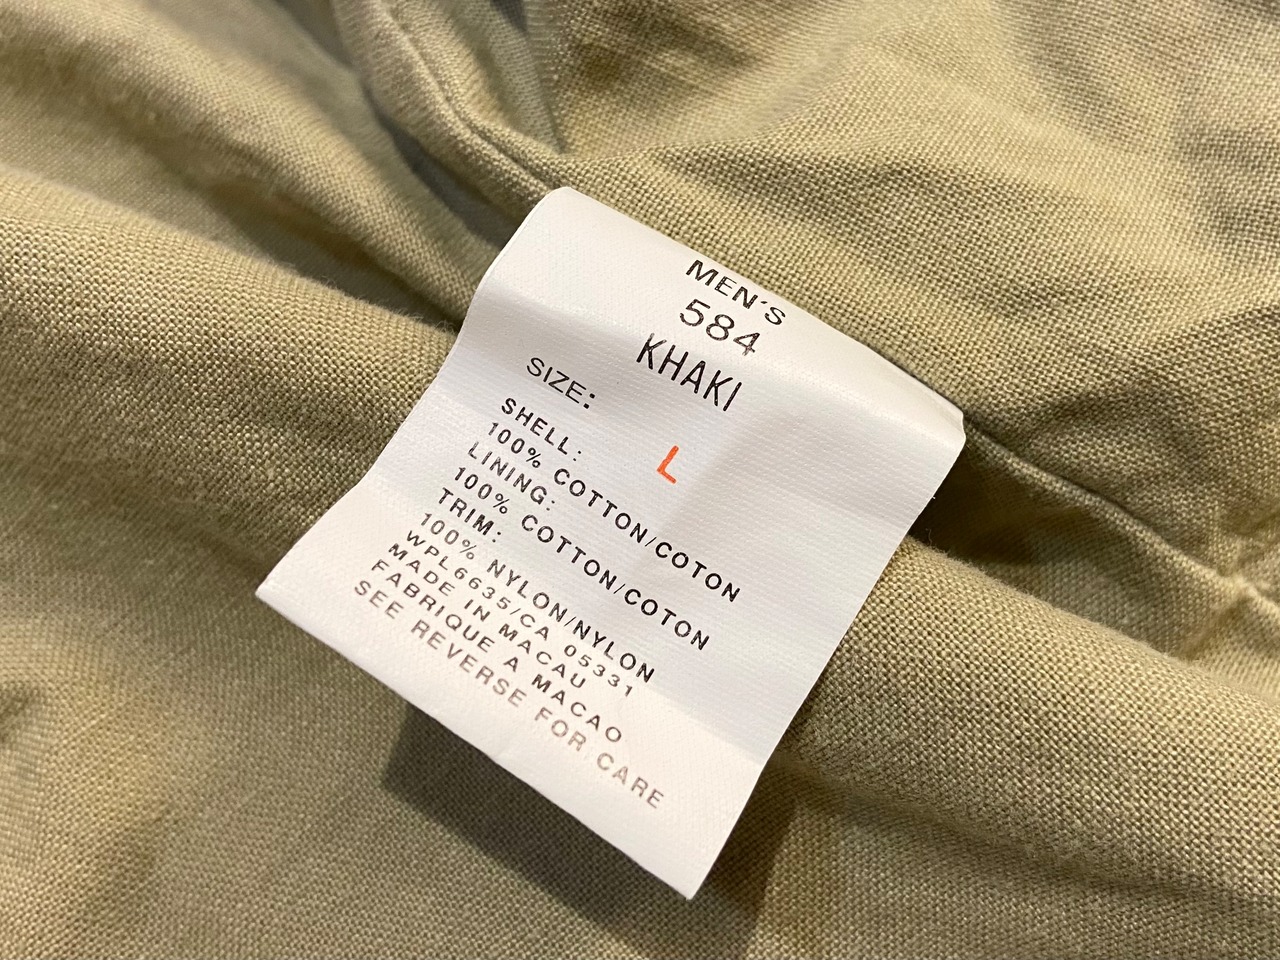 MEN'S
584
KHAKI
SIZE:
L
SHELL:
100% COTTON/COTON
LINING:
100% COTTON/COTON
TRIM:
100% NYLON/NYLON
WPL6635/CA 05331
MADE IN MACAU
FABRIQUE A MACAO
SEE REVERSE FOR CARE